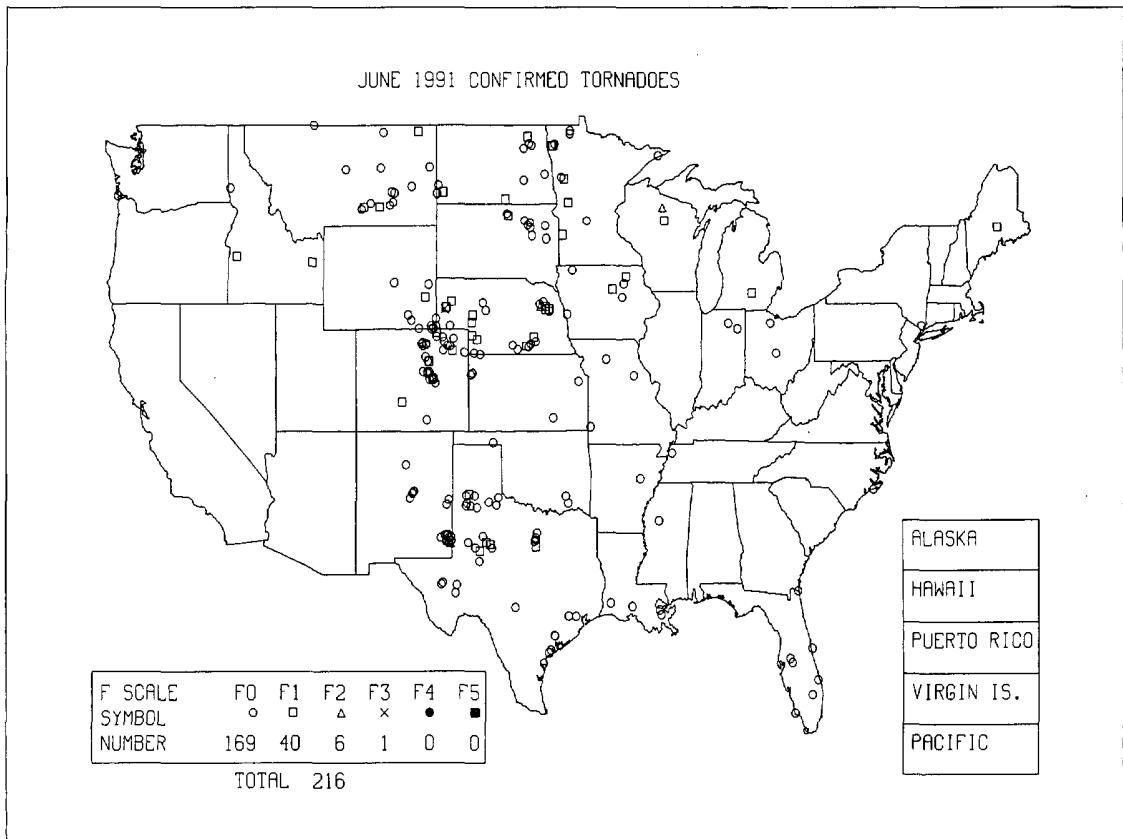 JUNE 1991 CONFIRMED TORNADOES
ALASKA
HAWAII
PUERTO RICO
VIRGIN IS.
PACIFIC
F SCALE F0 F1 F2 F3 F4 F5
SYMBOL ○ □ △ × ● ■
NUMBER 169 40 6 1 0 0
TOTAL 216